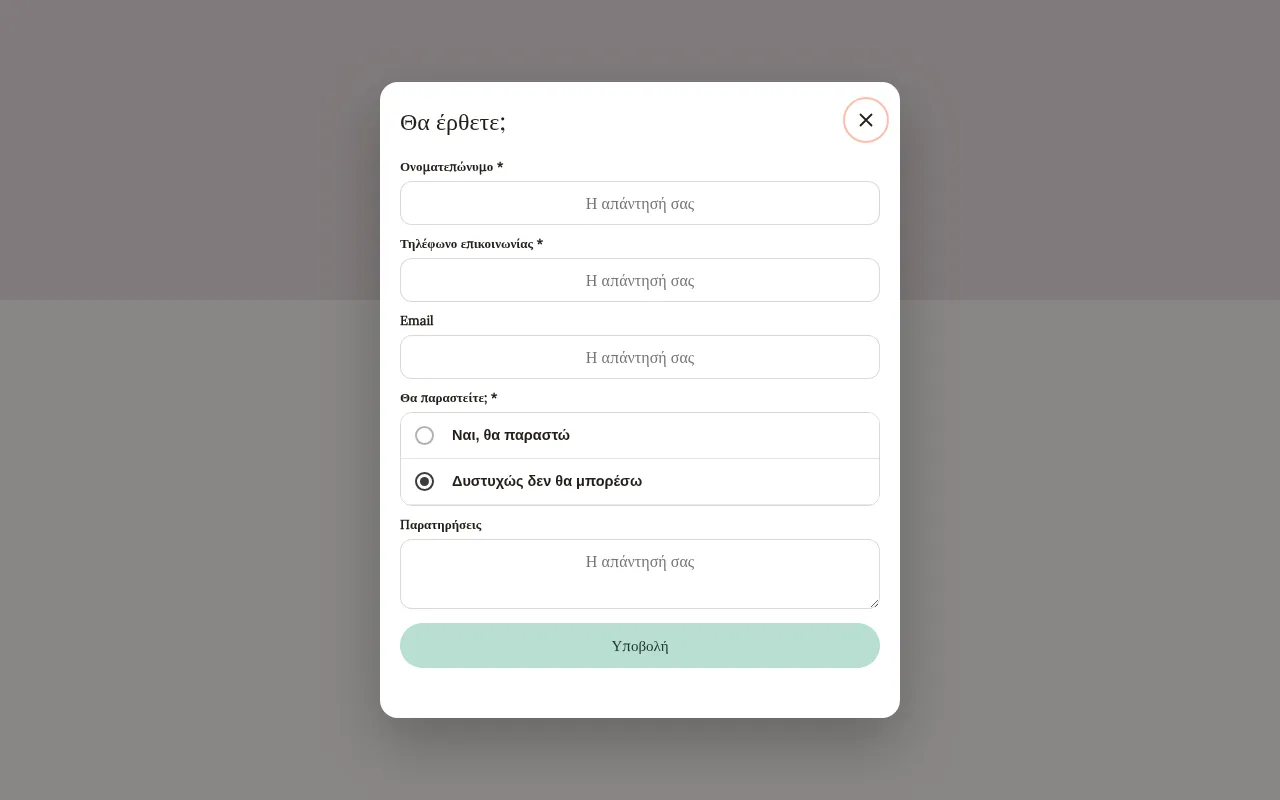 Θα έρθετε;
Ονοματεπώνυμο *
Η απάντησή σας
Τηλέφωνο επικοινωνίας *
Η απάντησή σας
Email
Η απάντησή σας
Θα παραστείτε; *
Ναι, θα παραστώ
Δυστυχώς δεν θα μπορέσω
Παρατηρήσεις
Η απάντησή σας
Υποβολή